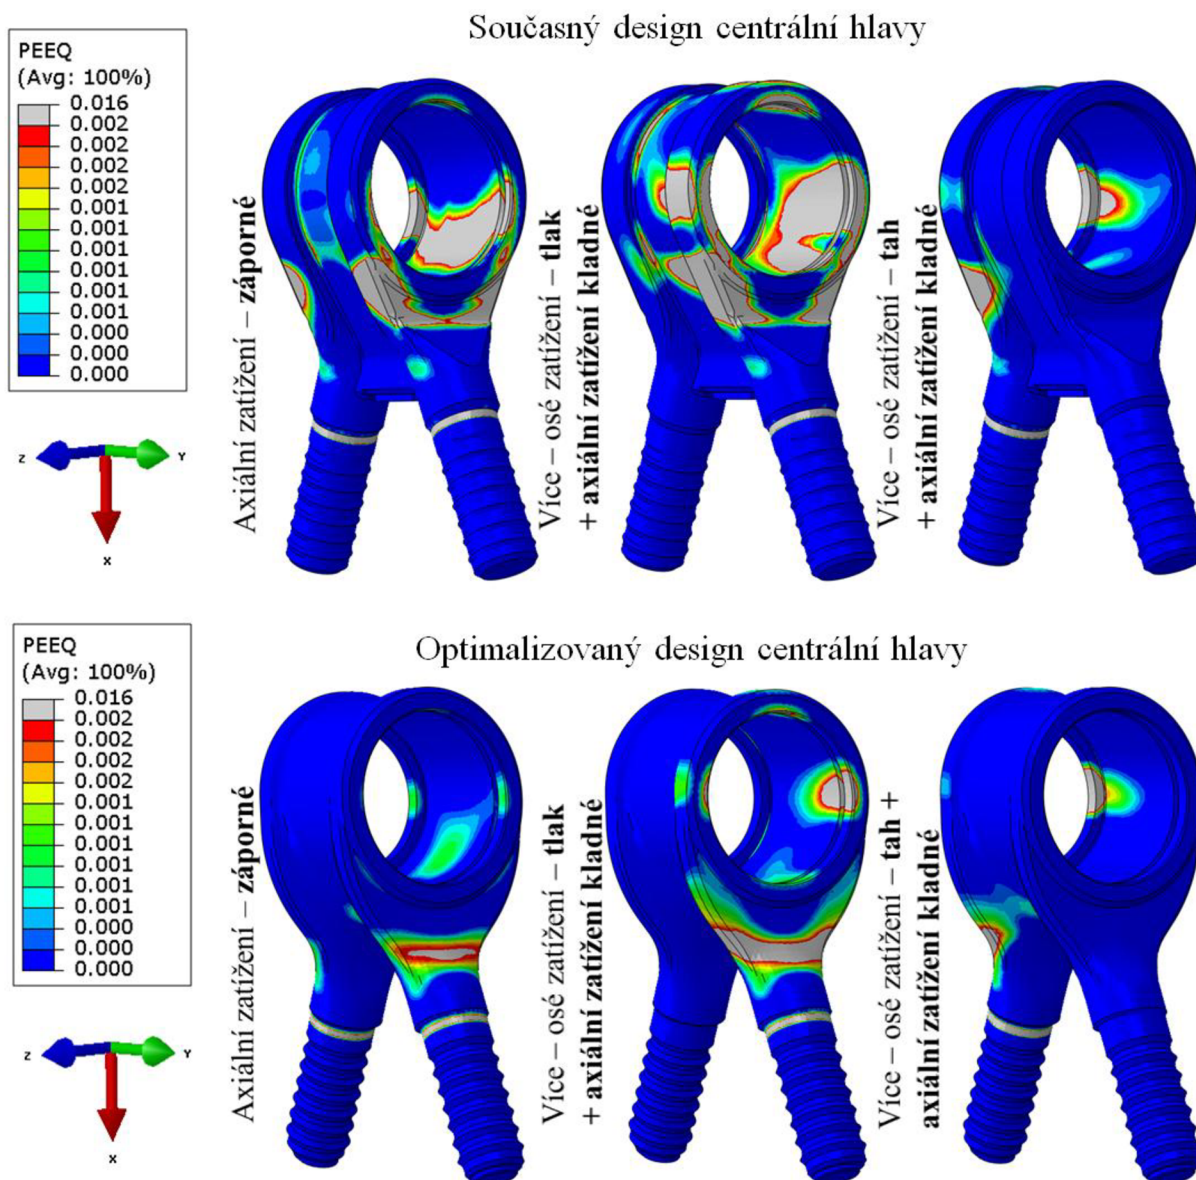 Současný design centrální hlavy
PEEQ
(Avg: 100%)
0.016
0.002
0.002
0.002
0.002
0.001
0.001
0.001
0.001
0.001
0.001
0.000
0.000
0.000
Z
Y
X
Axiální zatížení – záporné
Více – osé zatížení – tlak
+ axiální zatížení kladné
Více – osé zatížení – tah
+ axiální zatížení kladné
Optimalizovaný design centrální hlavy
PEEQ
(Avg: 100%)
0.016
0.002
0.002
0.002
0.002
0.001
0.001
0.001
0.001
0.001
0.001
0.000
0.000
0.000
Z
Y
X
Axiální zatížení – záporné
Více – osé zatížení – tlak
+ axiální zatížení kladné
Více – osé zatížení – tah +
axiální zatížení kladné